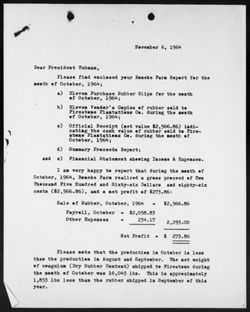 November 6, 1964
Dear President Tubman,
Please find enclosed your Benske Farm Report for the
month of October, 1964;
a) Eleven Purchase Rubber Slips for the month
of October, 1964;
b) Eleven Vender's Copies of rubber sold to
Firestone Plantations Co. during the month
of October, 1964;
c) Official Receipt (net value $2,566.86) indi-
cating the cash value of rubber sold to Fire-
stone Plantations Co. during the month of
October, 1964;
d) Summary Proceeds Report;
and e) Financial Statement showing Income & Expenses.
I am very happy to report that during the month of
October, 1964, Benske Farm realized a gross proceed of Two
Thousand Five Hundred and Sixty-six Dollars and eighty-six
cents ($2,566.86), and a net profit of $273.86.
Sale of Rubber, October, 1964 = $2,566.86
Payroll, October = $2,058.83
Other Expenses = 234.17 2,293.00
Net Profit - $ 273.86
Please note that the production in October is less
than the production in August and September. The net weight
of coagulum (Dry Rubber Content) shipped to Firestone during
the month of October was 16,045 lbs. This is approximately
1,853 lbs less than the rubber shipped in September of this
year.